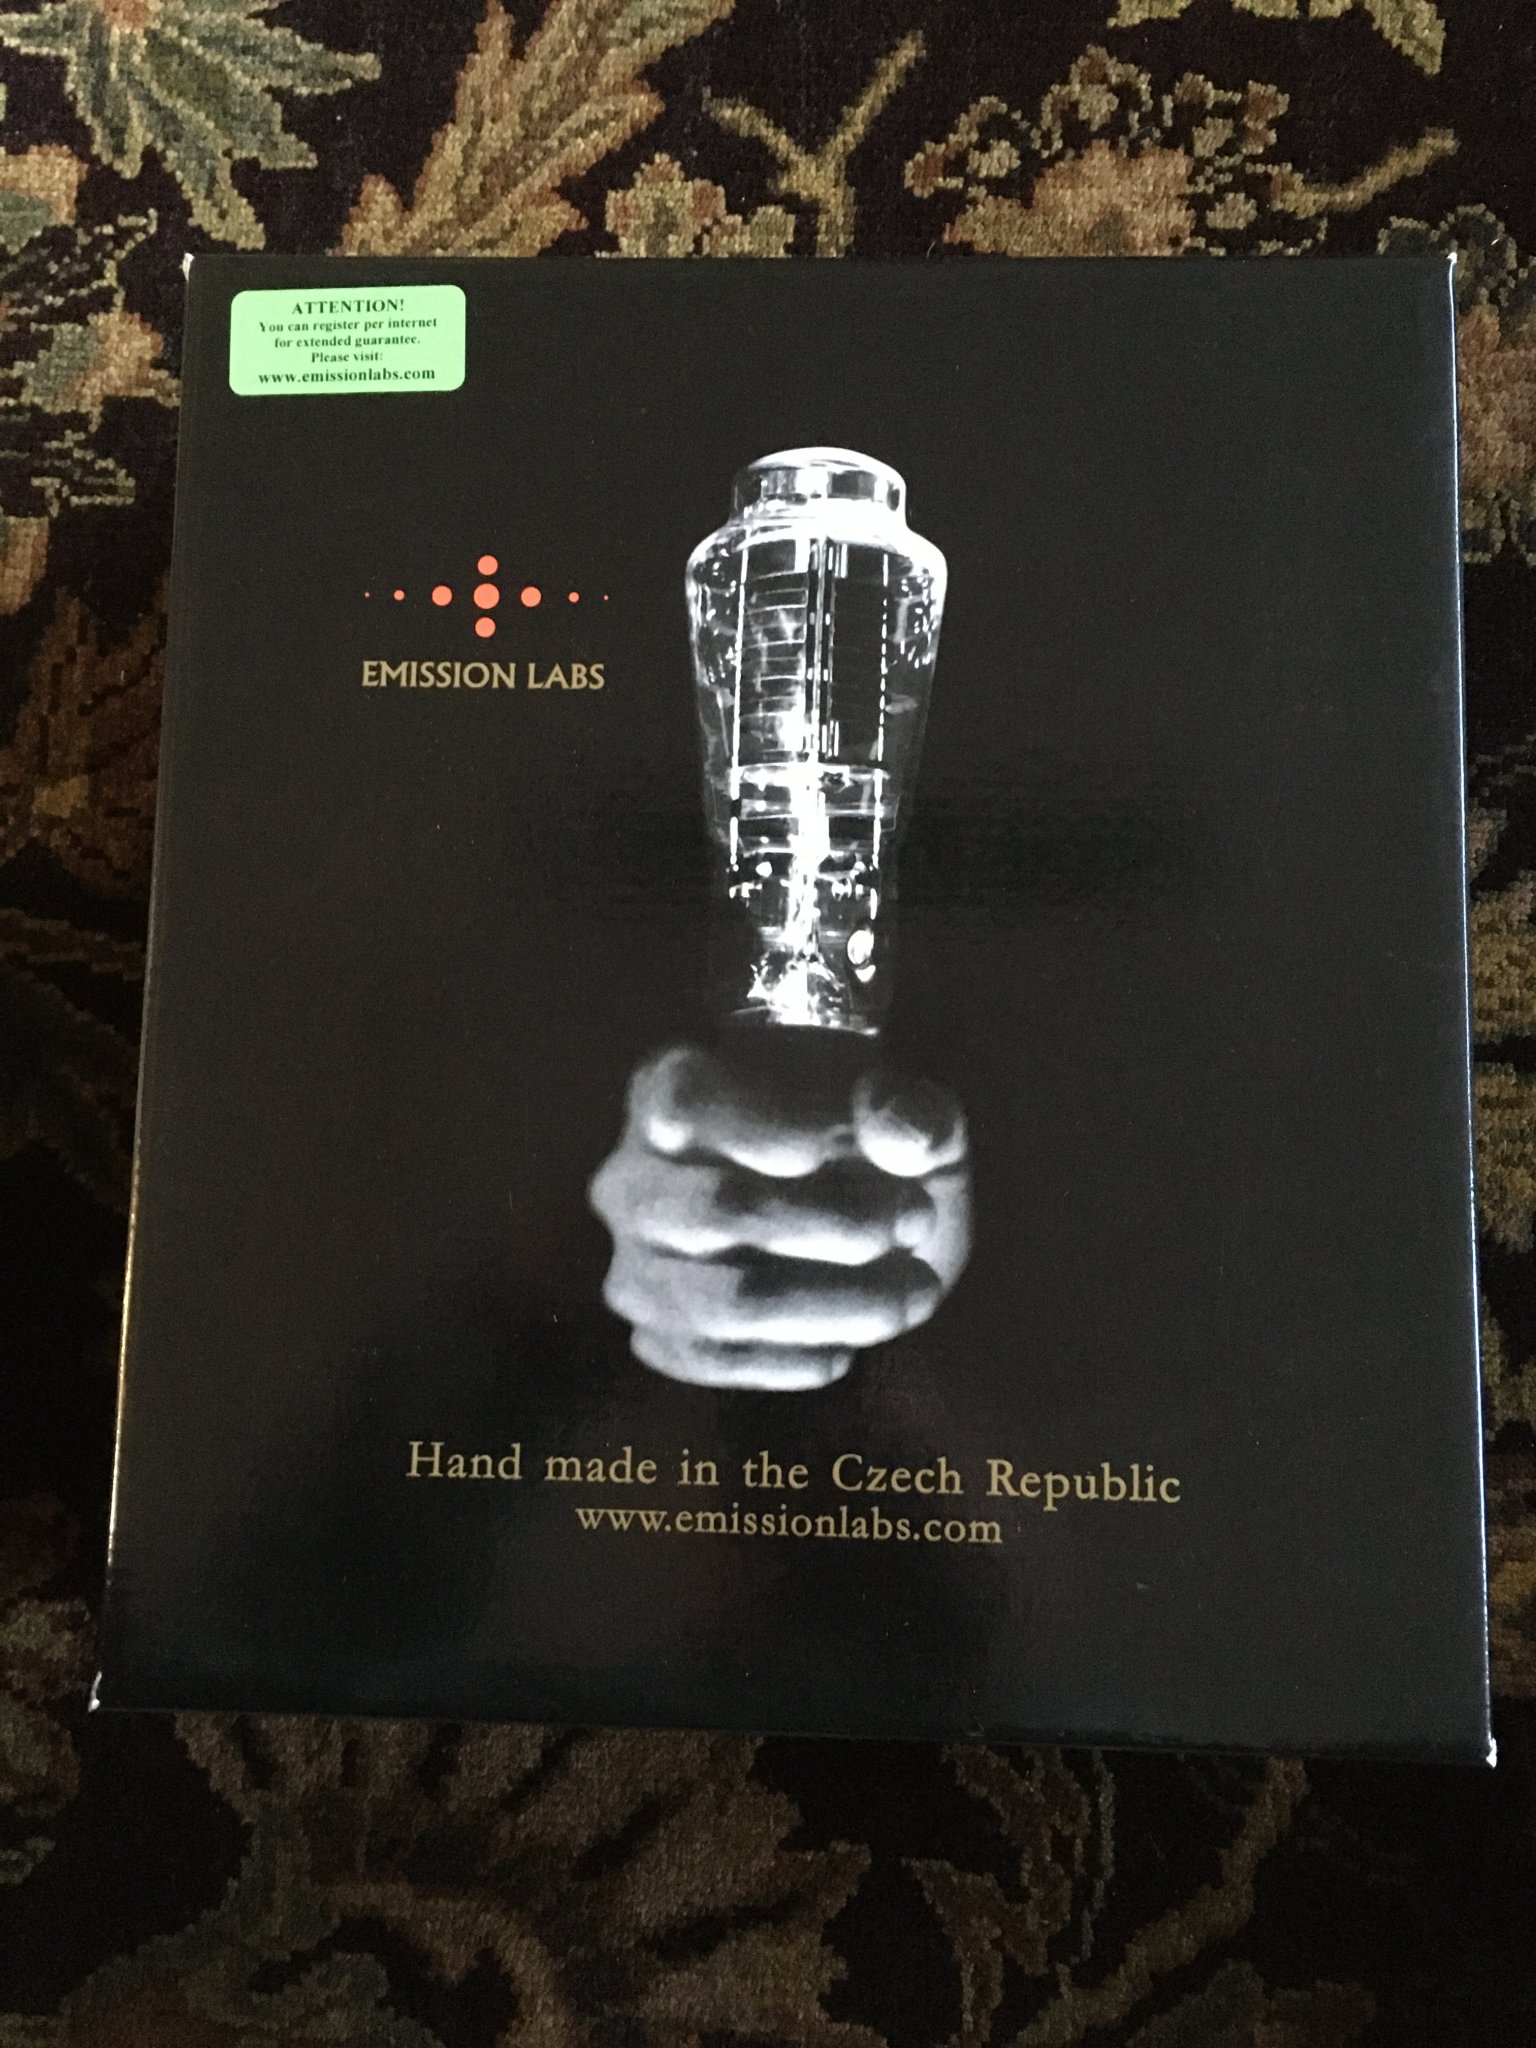 ATTENTION!
You can register per internet
for extended guarantee.
Please visit:
www.emissionlabs.com
EMISSION LABS
Hand made in the Czech Republic
www.emissionlabs.com